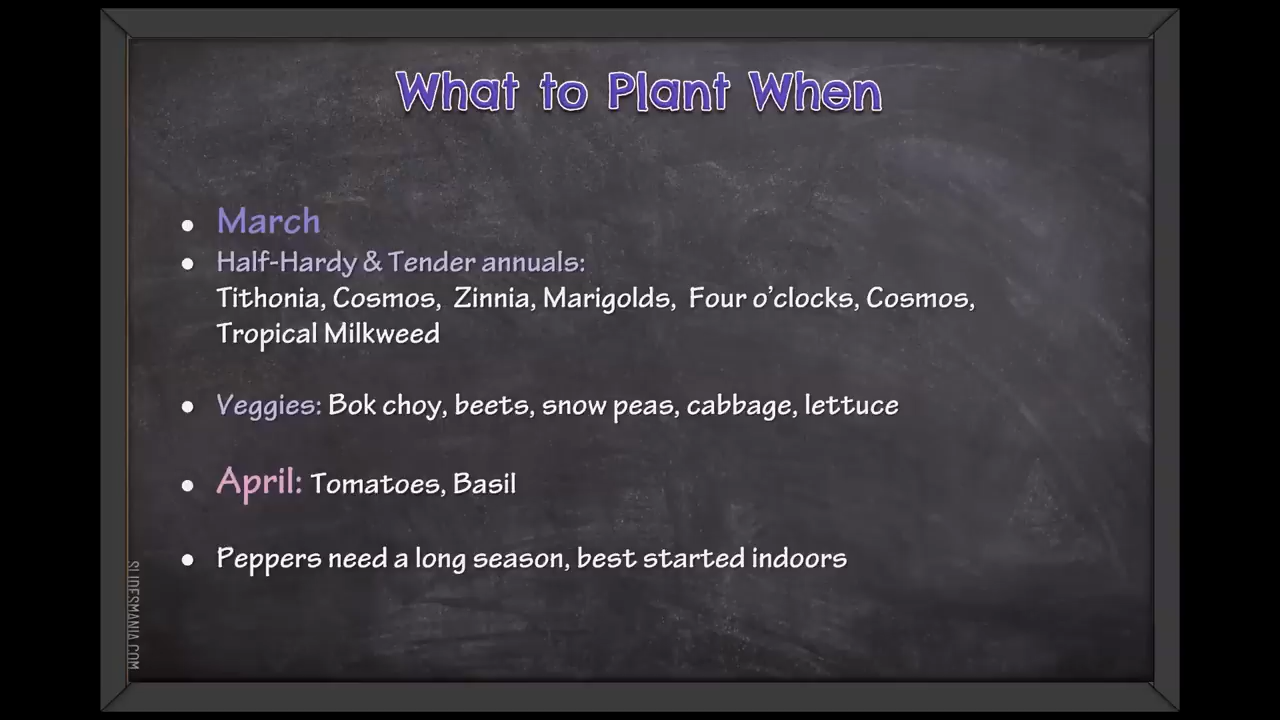 What to Plant When
● March
● Half-Hardy & Tender annuals:
Tithonia, Cosmos, Zinnia, Marigolds, Four o'clocks, Cosmos,
Tropical Milkweed
● Veggies: Bok choy, beets, snow peas, cabbage, lettuce
● April: Tomatoes, Basil
● Peppers need a long season, best started indoors
SLIDESMANIA.COM